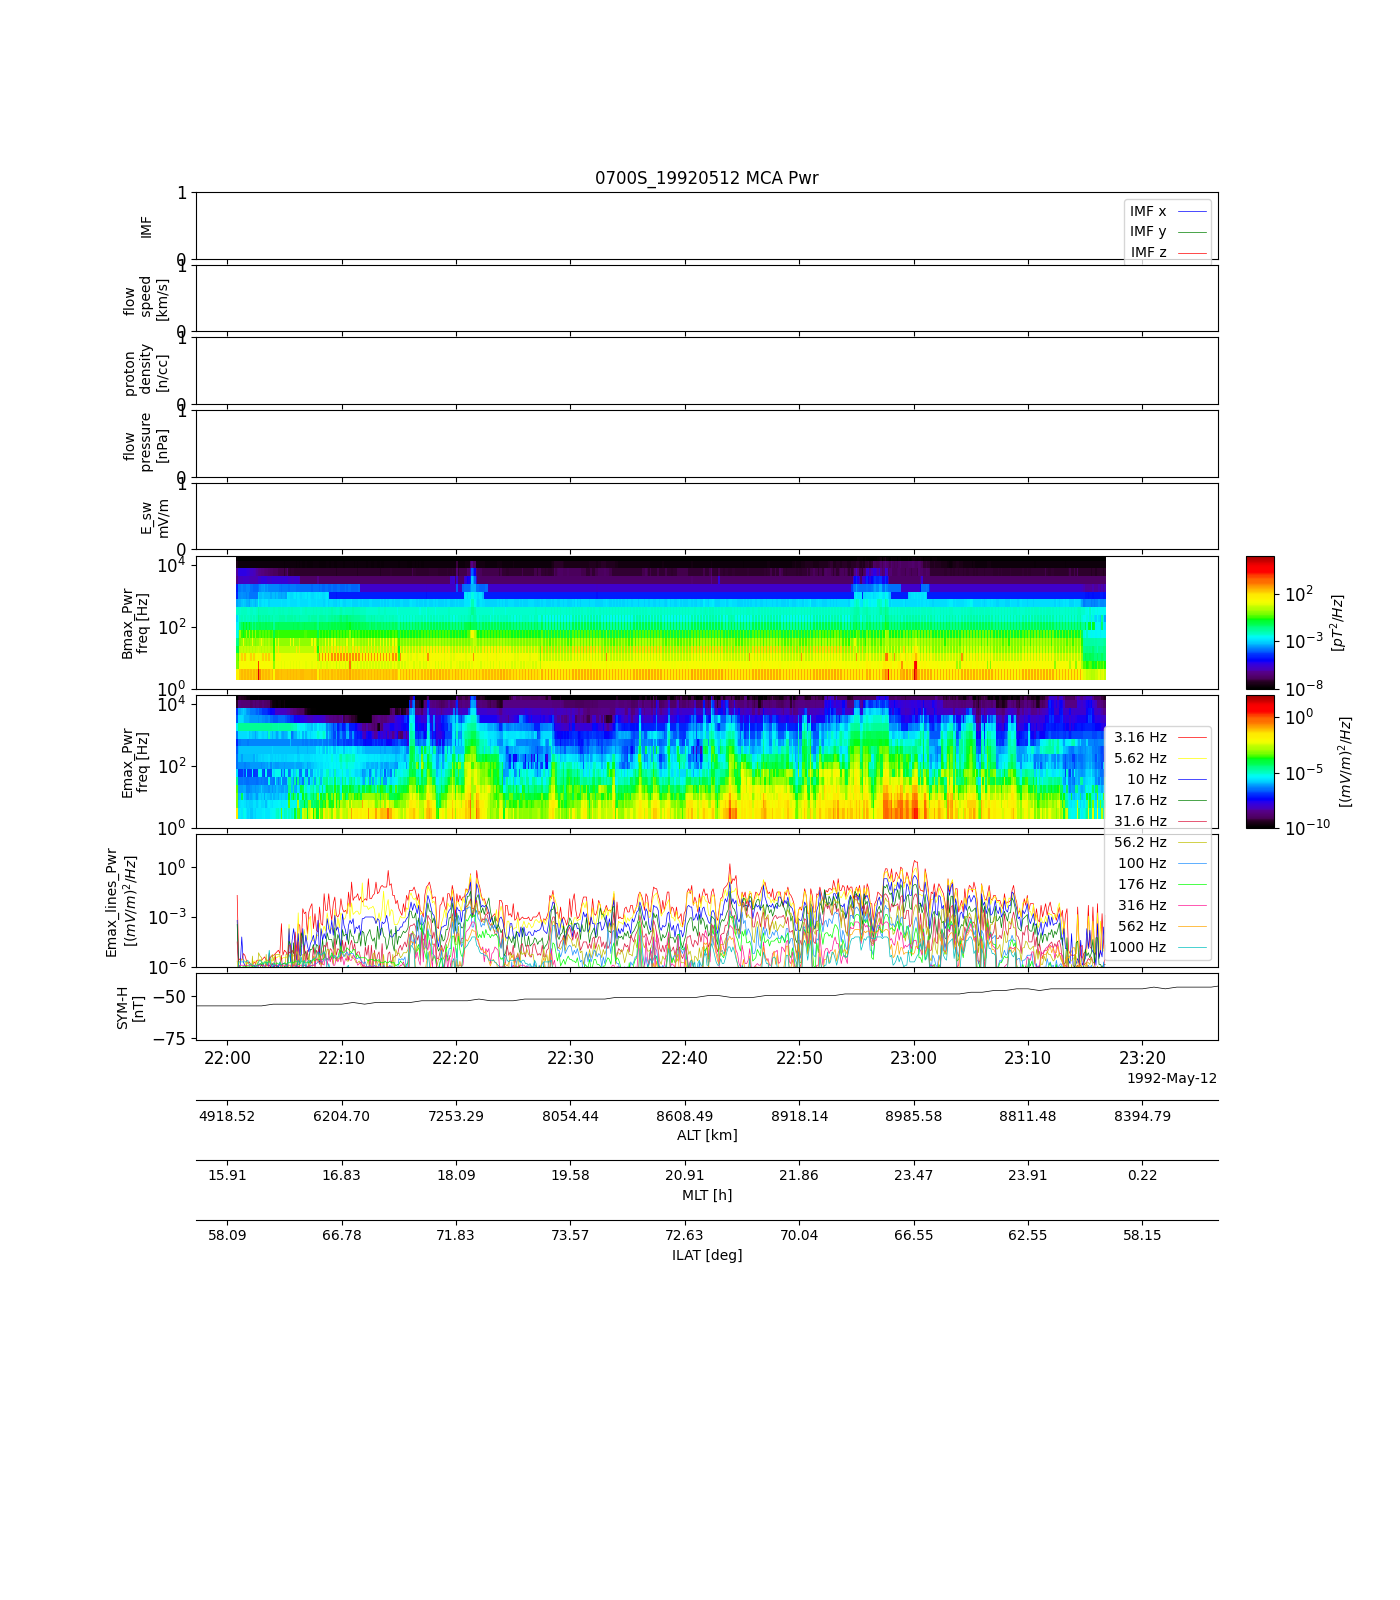 0700S_19920512 MCA Pwr
1
IMF
0
IMF x
IMF y
IMF z
1
flow
speed
[km/s]
0
1
proton
density
[n/cc]
0
1
flow
pressure
[nPa]
0
1
E_sw
mV/m
0
10^4
10^2
10^0
Bmax_Pwr
freq [Hz]
10^2
10^−3
10^−8
[pT^2/Hz]
10^4
10^2
10^0
Emax_Pwr
freq [Hz]
10^0
10^−5
10^−10
[(mV/m)^2/Hz]
3.16 Hz
5.62 Hz
10 Hz
17.6 Hz
31.6 Hz
56.2 Hz
100 Hz
176 Hz
316 Hz
562 Hz
1000 Hz
10^0
10^−3
10^−6
Emax_lines_Pwr
[(mV/m)^2/Hz]
SYM-H
[nT]
−50
−75
22:00 22:10 22:20 22:30 22:40 22:50 23:00 23:10 23:20
1992-May-12
4918.52 6204.70 7253.29 8054.44 8608.49 8918.14 8985.58 8811.48 8394.79
ALT [km]
15.91 16.83 18.09 19.58 20.91 21.86 23.47 23.91 0.22
MLT [h]
58.09 66.78 71.83 73.57 72.63 70.04 66.55 62.55 58.15
ILAT [deg]